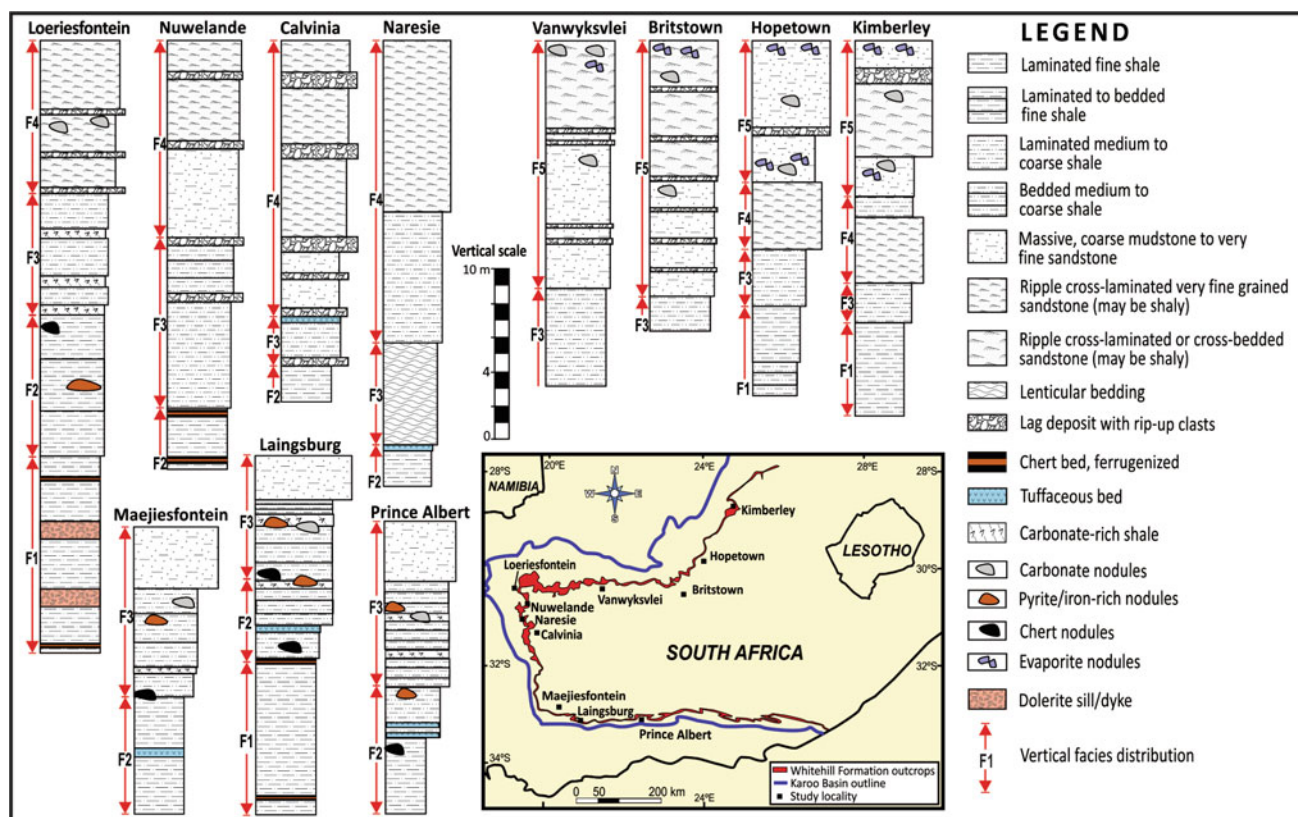 Loeriesfontein
Nuwelande
Calvinia
Naresie
Vanwyksvlei
Britstown
Hopetown
Kimberley
F4
F3
F2
F1
F4
F3
F2
F4
F3
F2
F4
F3
F2
F5
F3
F5
F3
F5
F4
F3
F1
F5
F4
F3
F1
Vertical scale
10 m
4
0
Maejiesfontein
F3
F2
Laingsburg
F3
F2
F1
Prince Albert
F3
F2
28°S
20°E
N
24°E
28°E
28°S
NAMIBIA
W
E
S
Kimberley
Hopetown
LESOTHO
Loeriesfontein
30°S
Vanwyksvlei
Britstown
Nuwelande
Naresie
Calvinia
SOUTH AFRICA
32°S
32°S
Maejiesfontein
Laingsburg
Prince Albert
34°S
0 50 200 km
24°E
Whitehill Formation outcrops
Karoo Basin outline
Study locality
LEGEND
Laminated fine shale
Laminated to bedded
fine shale
Laminated medium to
coarse shale
Bedded medium to
coarse shale
Massive, coarse mudstone to very
fine sandstone
Ripple cross-laminated very fine grained
sandstone (may be shaly)
Ripple cross-laminated or cross-bedded
sandstone (may be shaly)
Lenticular bedding
Lag deposit with rip-up clasts
Chert bed, ferrugenized
Tuffaceous bed
Carbonate-rich shale
Carbonate nodules
Pyrite/iron-rich nodules
Chert nodules
Evaporite nodules
Dolerite sill/dyke
F1
Vertical facies distribution